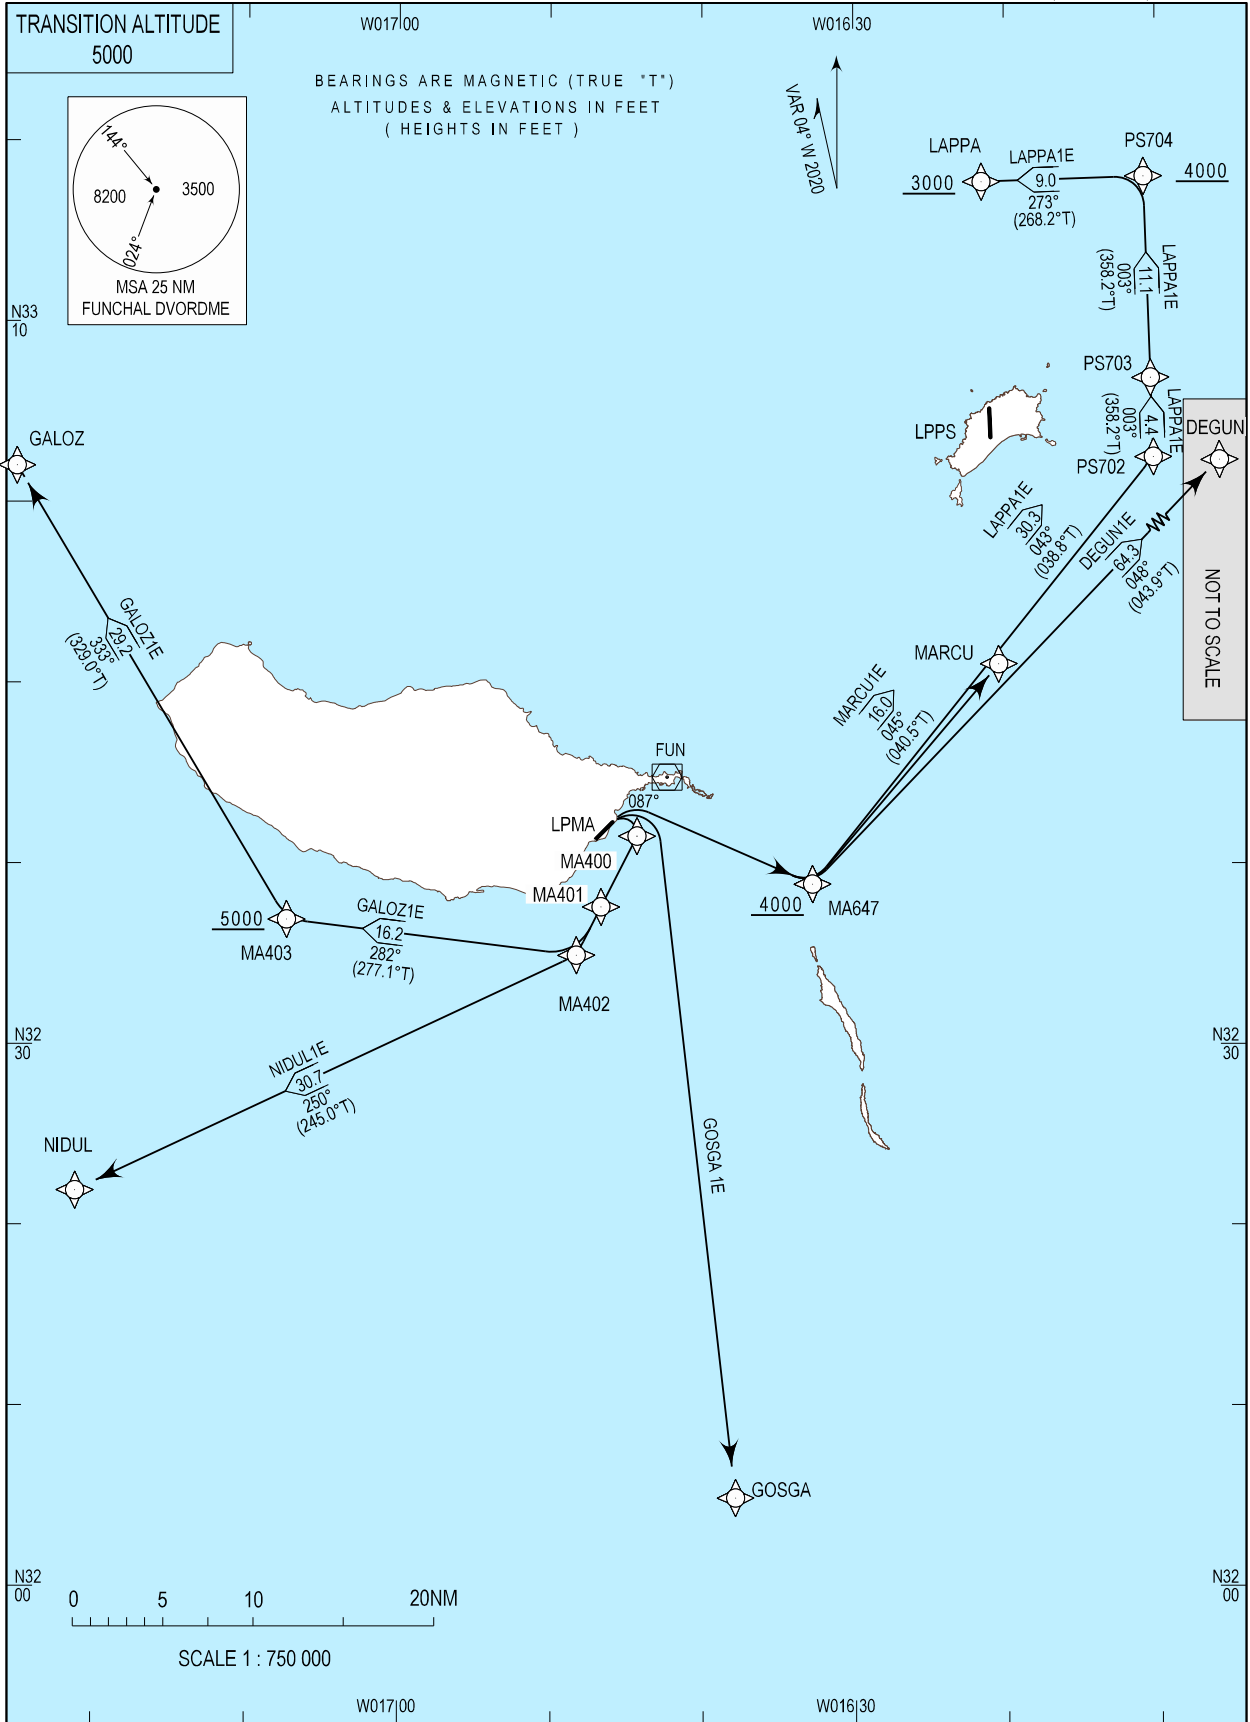 TRANSITION ALTITUDE
5000
W017 00
W016 30
BEARINGS ARE MAGNETIC (TRUE "T")
ALTITUDES & ELEVATIONS IN FEET
( HEIGHTS IN FEET )
VAR 04° W 2020
144°
8200
3500
024°
MSA 25 NM
FUNCHAL DVORDME
LAPPA
3000
LAPPA1E
9.0
273°
(268.2°T)
PS704
4000
LAPPA1E
11.1
003°
(358.2°T)
N33
10
PS703
LAPPA1E
4.4
003°
(358.2°T)
PS702
DEGUN
NOT TO SCALE
LPPS
GALOZ
LAPPA1E
30.3
043°
(038.8°T)
DEGUN1E
64.3
048°
(043.9°T)
GALOZ1E
29.2
333°
(329.0°T)
MARCU
MARCU1E
16.0
045°
(040.5°T)
FUN
087°
LPMA
MA400
MA401
4000
MA647
5000
MA403
GALOZ1E
16.2
282°
(277.1°T)
MA402
N32
30
N32
30
NIDUL1E
30.7
250°
(245.0°T)
NIDUL
GOSGA 1E
GOSGA
N32
00
N32
00
0 5 10 20NM
SCALE 1 : 750 000
W017 00
W016 30